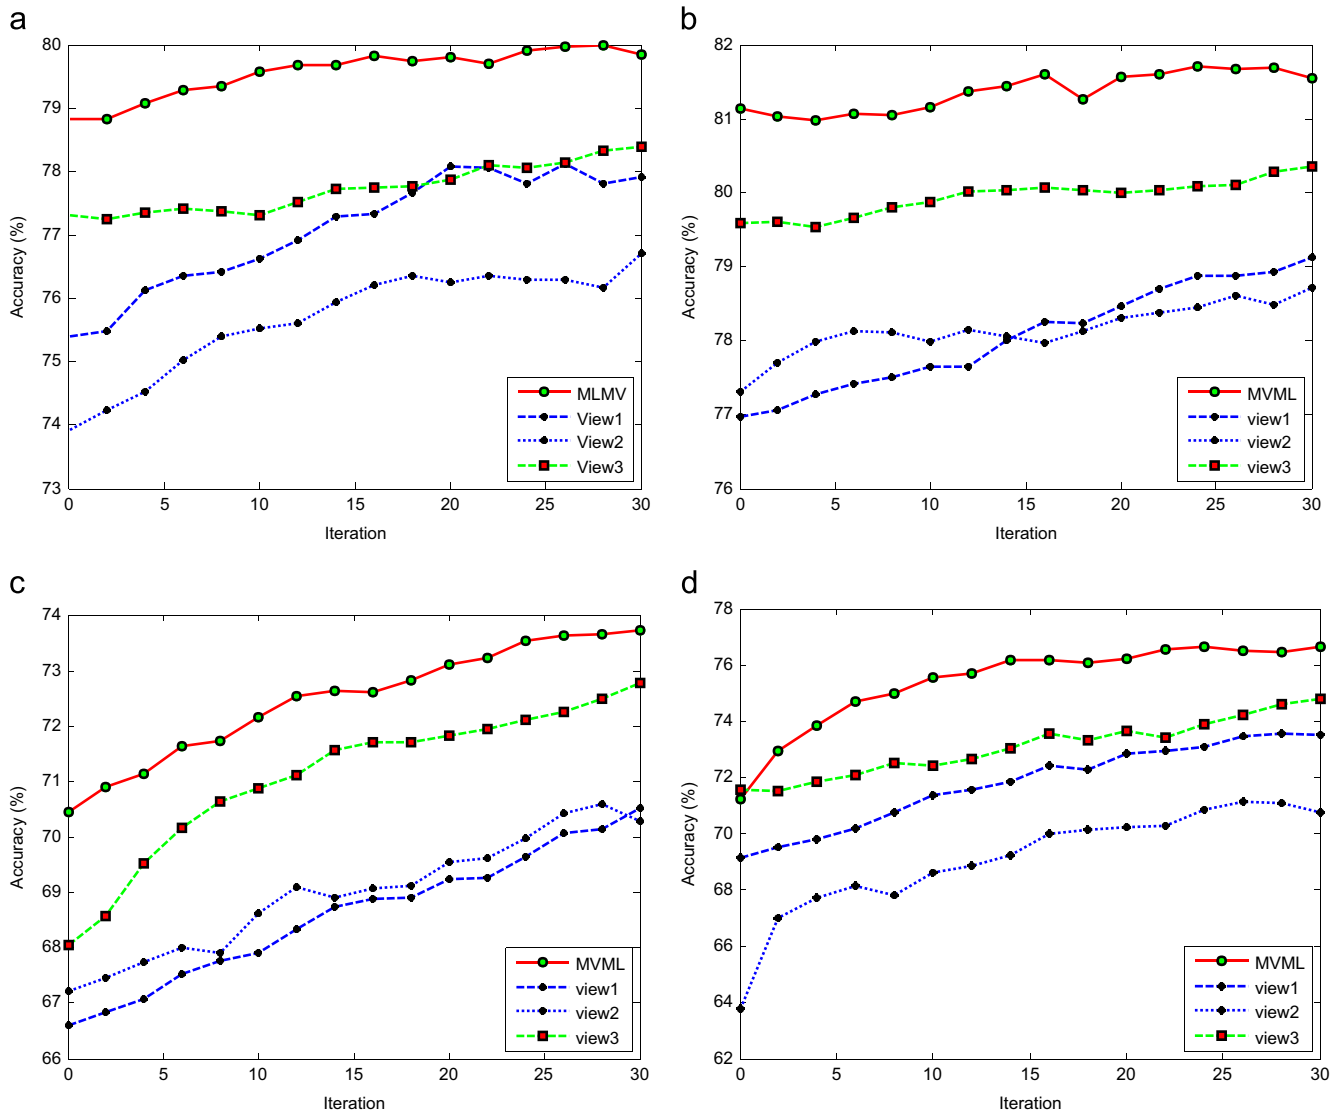 a
80
79
78
77
76
75
74
73
Accuracy (%)
0 5 10 15 20 25 30
Iteration
MLMV
View1
View2
View3
b
82
81
80
79
78
77
76
Accuracy (%)
0 5 10 15 20 25 30
Iteration
MVML
view1
view2
view3
c
74
73
72
71
70
69
68
67
66
Accuracy (%)
0 5 10 15 20 25 30
Iteration
MVML
view1
view2
view3
d
78
76
74
72
70
68
66
64
62
Accuracy (%)
0 5 10 15 20 25 30
Iteration
MVML
view1
view2
view3